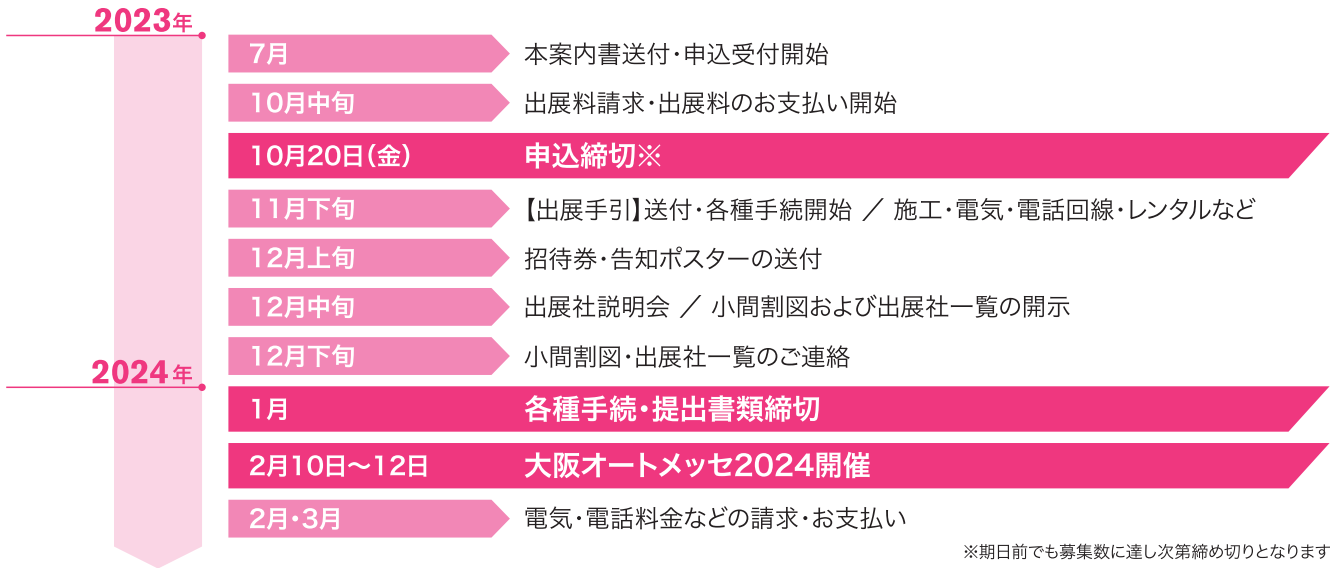 2023年
7月 本案内書送付・申込受付開始
10月中旬 出展料請求・出展料のお支払い開始
10月20日（金） 申込締切※
11月下旬 【出展手引】送付・各種手続開始 ／ 施工・電気・電話回線・レンタルなど
12月上旬 招待券・告知ポスターの送付
12月中旬 出展社説明会 ／ 小間割図および出展社一覧の開示
12月下旬 小間割図・出展社一覧のご連絡
2024年
1月 各種手続・提出書類締切
2月10日～12日 大阪オートメッセ2024開催
2月・3月 電気・電話料金などの請求・お支払い
※期日前でも募集数に達し次第締め切りとなります